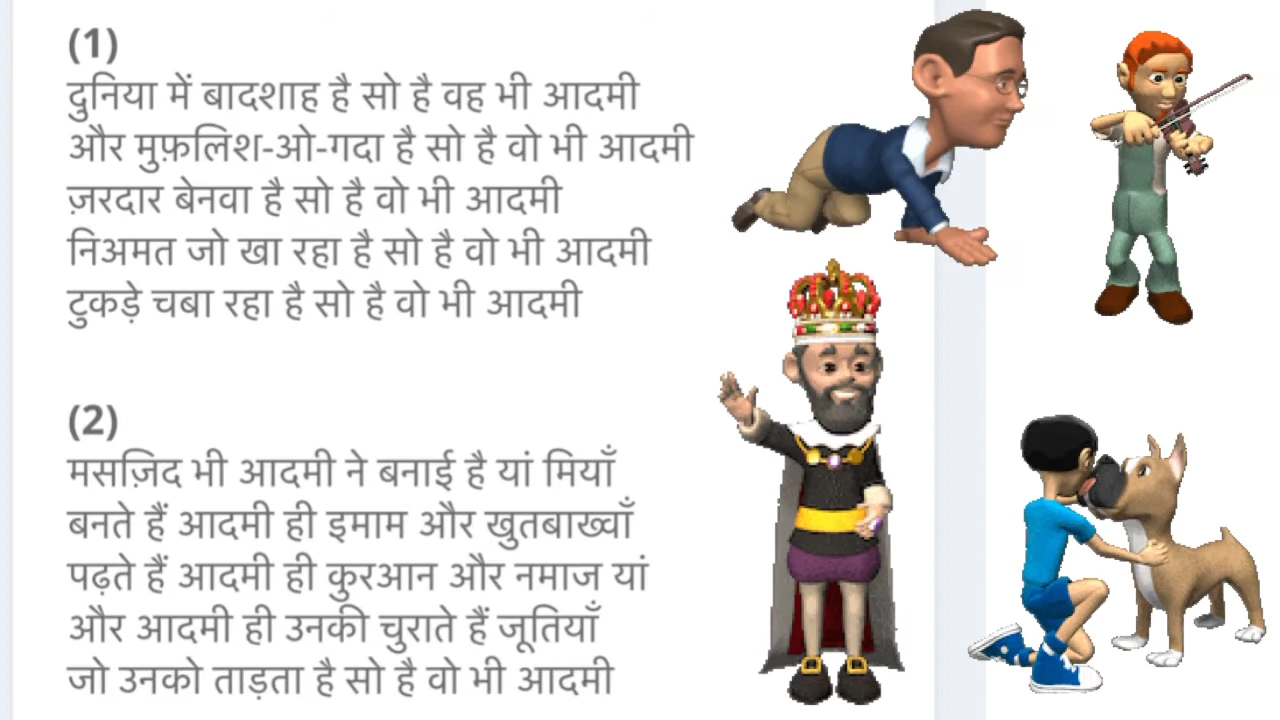 (1)
दुनिया में बादशाह है सो है वह भी आदमी
और मुफ़लिश-ओ-गदा है सो है वो भी आदमी
ज़रदार बेनवा है सो है वो भी आदमी
निअमत जो खा रहा है सो है वो भी आदमी
टुकड़े चबा रहा है सो है वो भी आदमी
(2)
मसज़िद भी आदमी ने बनाई है यां मियाँ
बनते हैं आदमी ही इमाम और खुतबाख्वाँ
पढ़ते हैं आदमी ही कुरआन और नमाज यां
और आदमी ही उनकी चुराते हैं जूतियाँ
जो उनको ताड़ता है सो है वो भी आदमी